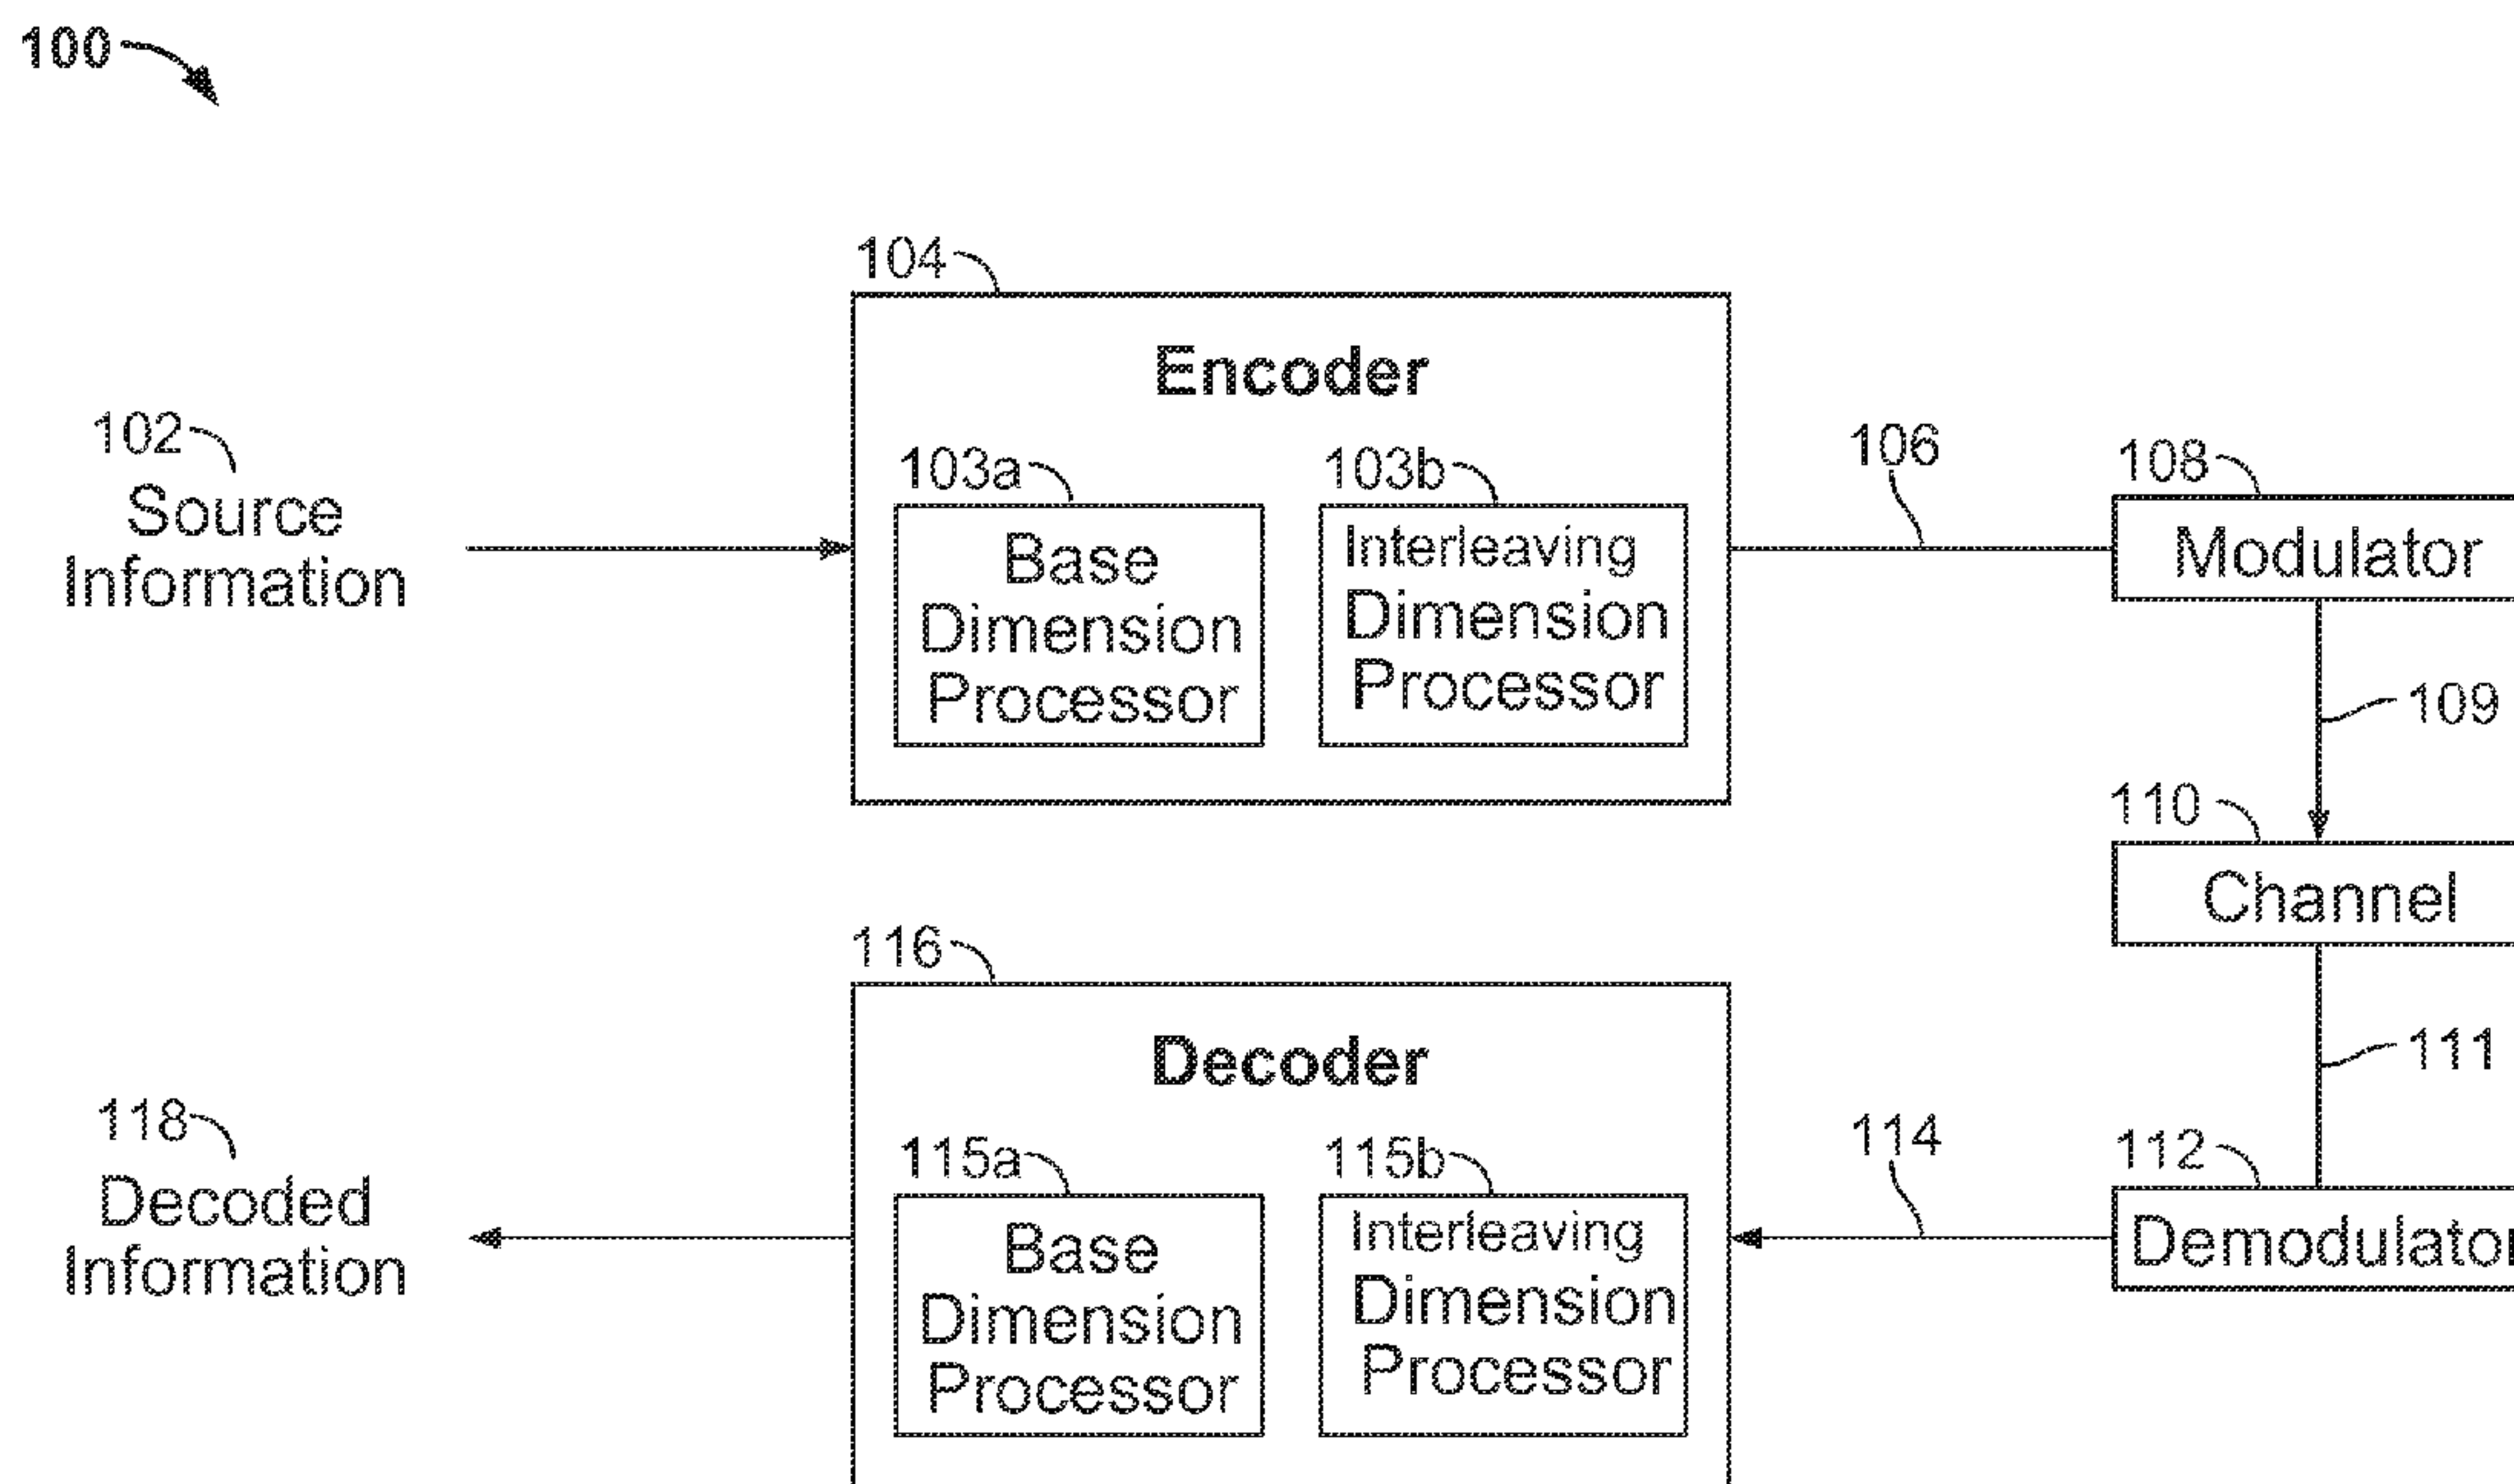 100
104
Encoder
102
Source
Information
103a
Base
Dimension
Processor
103b
Interleaving
Dimension
Processor
106
108
Modulator
109
110
Channel
111
116
Decoder
118
Decoded
Information
115a
Base
Dimension
Processor
115b
Interleaving
Dimension
Processor
114
112
Demodulator